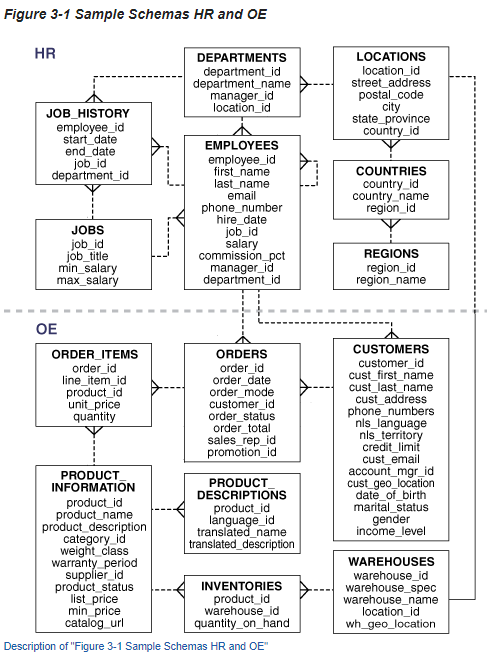 Figure 3-1 Sample Schemas HR and OE
HR
DEPARTMENTS
department_id
department_name
manager_id
location_id
LOCATIONS
location_id
street_address
postal_code
city
state_province
country_id
JOB_HISTORY
employee_id
start_date
end_date
job_id
department_id
EMPLOYEES
employee_id
first_name
last_name
email
phone_number
hire_date
job_id
salary
commission_pct
manager_id
department_id
COUNTRIES
country_id
country_name
region_id
JOBS
job_id
job_title
min_salary
max_salary
REGIONS
region_id
region_name
OE
ORDER_ITEMS
order_id
line_item_id
product_id
unit_price
quantity
ORDERS
order_id
order_date
order_mode
customer_id
order_status
order_total
sales_rep_id
promotion_id
CUSTOMERS
customer_id
cust_first_name
cust_last_name
cust_address
phone_numbers
nls_language
nls_territory
credit_limit
cust_email
account_mgr_id
cust_geo_location
date_of_birth
marital_status
gender
income_level
PRODUCT_
INFORMATION
product_id
product_name
product_description
category_id
weight_class
warranty_period
supplier_id
product_status
list_price
min_price
catalog_url
PRODUCT_
DESCRIPTIONS
product_id
language_id
translated_name
translated_description
INVENTORIES
product_id
warehouse_id
quantity_on_hand
WAREHOUSES
warehouse_id
warehouse_spec
warehouse_name
location_id
wh_geo_location
Description of "Figure 3-1 Sample Schemas HR and OE"